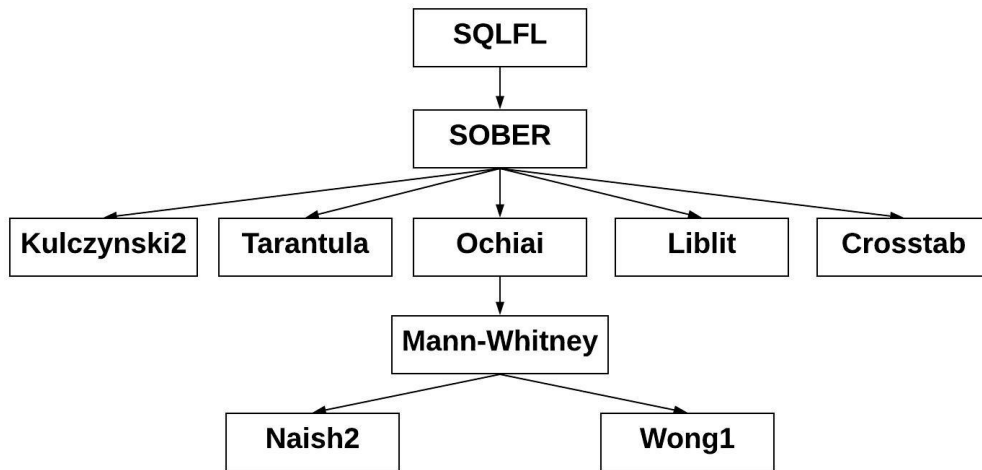 SQLFL
SOBER
Kulczynski2
Tarantula
Ochiai
Liblit
Crosstab
Mann-Whitney
Naish2
Wong1